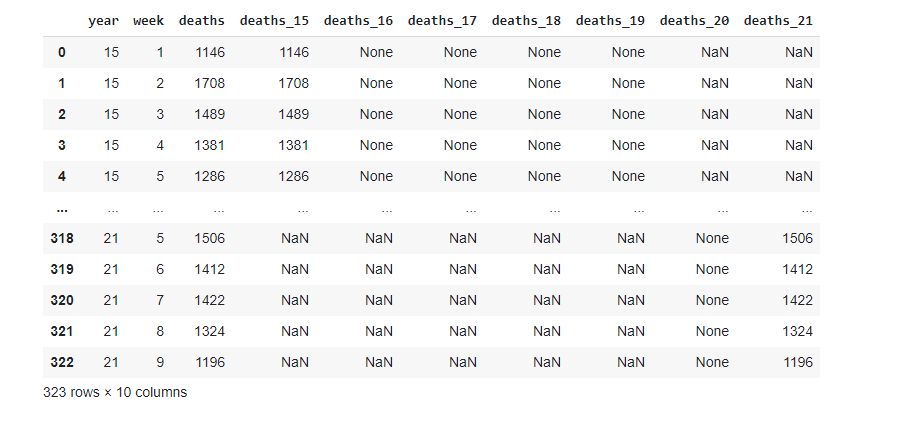 year week deaths deaths_15 deaths_16 deaths_17 deaths_18 deaths_19 deaths_20 deaths_21
0 15 1 1146 1146 None None None None NaN NaN
1 15 2 1708 1708 None None None None NaN NaN
2 15 3 1489 1489 None None None None NaN NaN
3 15 4 1381 1381 None None None None NaN NaN
4 15 5 1286 1286 None None None None NaN NaN
... ... ... ... ... ... ... ... ... ... ...
318 21 5 1506 NaN NaN NaN NaN NaN None 1506
319 21 6 1412 NaN NaN NaN NaN NaN None 1412
320 21 7 1422 NaN NaN NaN NaN NaN None 1422
321 21 8 1324 NaN NaN NaN NaN NaN None 1324
322 21 9 1196 NaN NaN NaN NaN NaN None 1196
323 rows × 10 columns